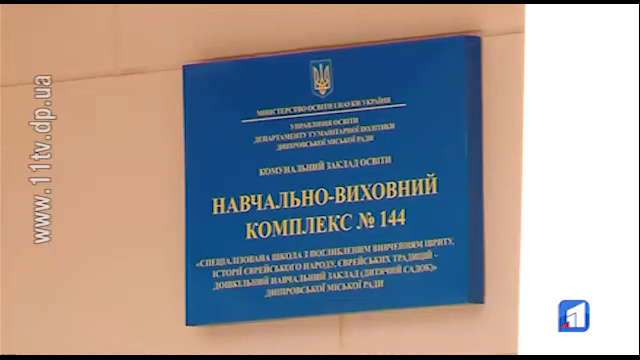 www.11tv.dp.ua
МІНІСТЕРСТВО ОСВІТИ І НАУКИ УКРАЇНИ
УПРАВЛІННЯ ОСВІТИ
ДЕПАРТАМЕНТУ ГУМАНІТАРНОЇ ПОЛІТИКИ
ДНІПРОВСЬКОЇ МІСЬКОЇ РАДИ
КОМУНАЛЬНИЙ ЗАКЛАД ОСВІТИ
НАВЧАЛЬНО-ВИХОВНИЙ
КОМПЛЕКС № 144
«СПЕЦІАЛІЗОВАНА ШКОЛА З ПОГЛИБЛЕНИМ ВИВЧЕННЯМ ІВРИТУ,
ІСТОРІЇ ЄВРЕЙСЬКОГО НАРОДУ, ЄВРЕЙСЬКИХ ТРАДИЦІЙ -
ДОШКІЛЬНИЙ НАВЧАЛЬНИЙ ЗАКЛАД (ДИТЯЧИЙ САДОК)»
ДНІПРОВСЬКОЇ МІСЬКОЇ РАДИ
11